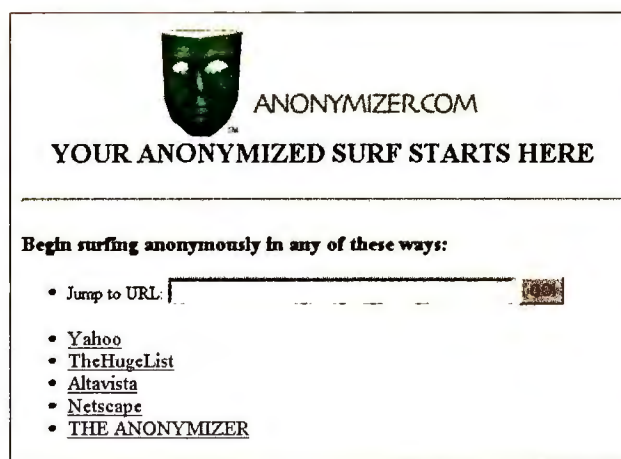 ANONYMIZER.COM
YOUR ANONYMIZED SURF STARTS HERE
Begin surfing anonymously in any of these ways:
• Jump to URL:
• Yahoo
• TheHugeList
• Altavista
• Netscape
• THE ANONYMIZER